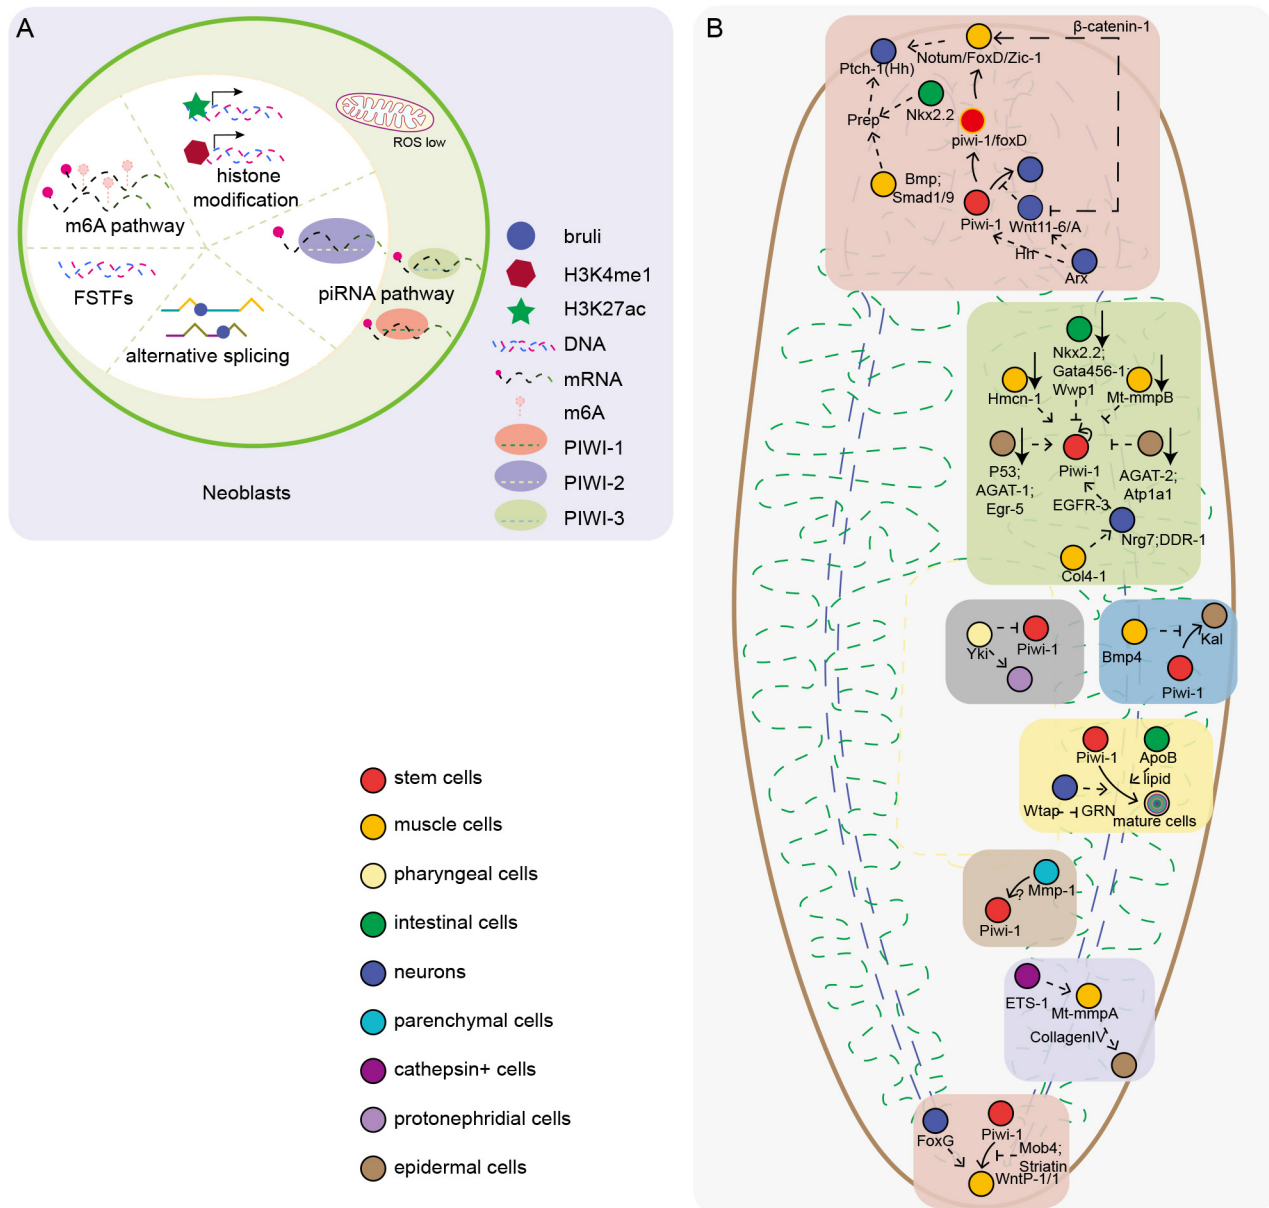 A
ROS low
histone
modification
m6A pathway
piRNA pathway
FSTFs
alternative splicing
Neoblasts
bruli
H3K4me1
H3K27ac
DNA
mRNA
m6A
PIWI-1
PIWI-2
PIWI-3
stem cells
muscle cells
pharyngeal cells
intestinal cells
neurons
parenchymal cells
cathepsin+ cells
protonephridial cells
epidermal cells
B
β-catenin-1
Notum/FoxD/Zic-1
Ptch-1(Hh)
Nkx2.2
Prep
piwi-1/foxD
Bmp;
Smad1/9
Piwi-1
Wnt11-6/A
Hh
Arx
Nkx2.2;
Gata456-1;
Wwp1
Hmcn-1
Mt-mmpB
P53;
AGAT-1;
Egr-5
Piwi-1
AGAT-2;
Atp1a1
EGFR-3
Nrg7;DDR-1
Col4-1
Yki
Piwi-1
Bmp4
Kal
Piwi-1
Piwi-1
ApoB
lipid
Wtap
GRN
mature cells
Mmp-1
?
Piwi-1
ETS-1
Mt-mmpA
CollagenIV
FoxG
Piwi-1
Mob4;
Striatin
WntP-1/1